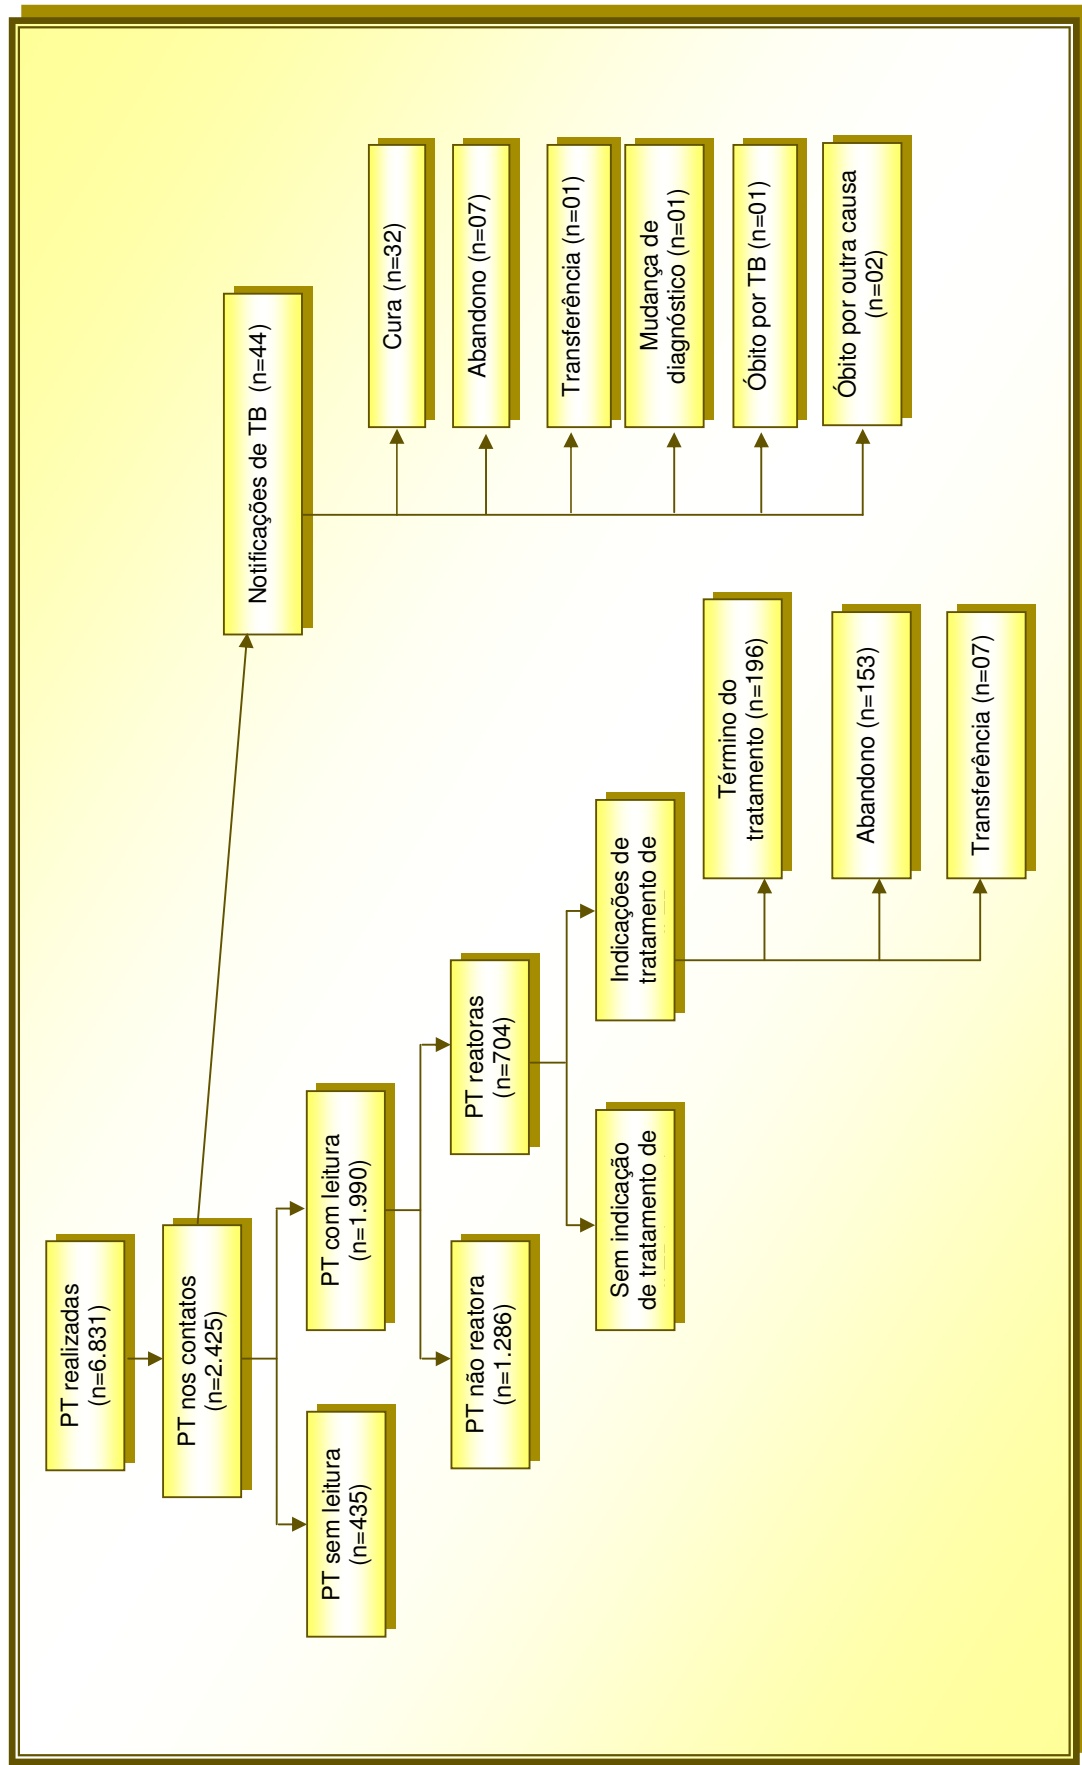 PT realizadas
(n=6.831)
PT nos contatos
(n=2.425)
Notificações de TB (n=44)
PT sem leitura
(n=435)
PT com leitura
(n=1.990)
Cura (n=32)
Abandono (n=07)
Transferência (n=01)
Mudança de
diagnóstico (n=01)
Óbito por TB (n=01)
Óbito por outra causa
(n=02)
PT não reatora
(n=1.286)
PT reatoras
(n=704)
Sem indicação
de tratamento de
Indicações de
tratamento de
Término do
tratamento (n=196)
Abandono (n=153)
Transferência (n=07)